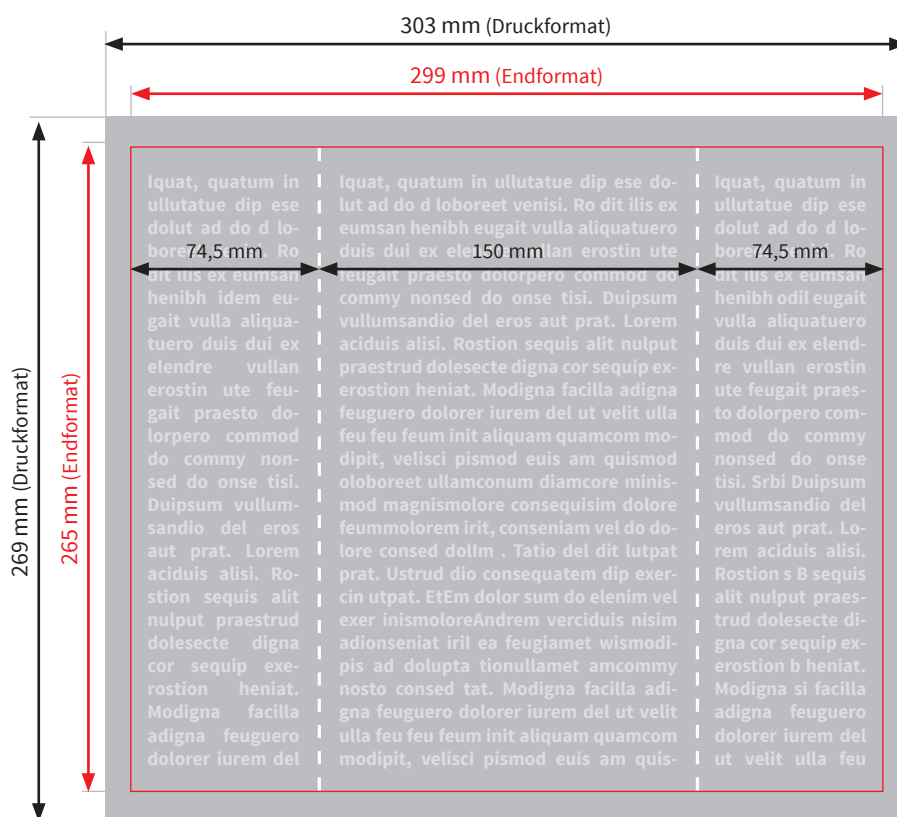 303 mm (Druckformat)
299 mm (Endformat)
269 mm (Druckformat)
265 mm (Endformat)
74,5 mm
150 mm
74,5 mm
Iquat, quatum in
ullutatue dip ese
dolut ad do d lo-
boreet venisi. Ro
dit ilis ex eumsan
henibh idem eu-
gait vulla aliqua-
tuero duis dui ex
elendre vullan
erostin ute feu-
gait praesto do-
lorpero commod
do commy non-
sed do onse tisi.
Duipsum vullum-
sandio del eros
aut prat. Lorem
aciduis alisi. Ro-
stion sequis alit
nulput praestrud
dolesecte digna
cor sequip exe-
rostion heniat.
Modigna facilla
adigna feuguero
dolorer iurem del
Iquat, quatum in ullutatue dip ese do-
lut ad do d loboreet venisi. Ro dit ilis ex
eumsan henibh eugait vulla aliquatuero
duis dui ex elendre vullan erostin ute
feugait praesto dolorpero commod do
commy nonsed do onse tisi. Duipsum
vullumsandio del eros aut prat. Lorem
aciduis alisi. Rostion sequis alit nulput
praestrud dolesecte digna cor sequip ex-
erostion heniat. Modigna facilla adigna
feuguero dolorer iurem del ut velit ulla
feu feu feum init aliquam quamcom mo-
dipit, velisci pismod euis am quismod
oloboreet ullamcommm diamcore minis-
mod magnismolore consequisim dolore
feummolorem irit, conseniam vel do do-
lore consed dollm . Tatio del dit lutpat
prat. Ustrud dio consequatem dip exer-
cin utpat. EtEm dolor sum do elenim vel
exer inismoloreAndrem verciduis nisim
adionseniat iril ea feugiamet wismodi-
pis ad dolupta tionullamet amcommy
nosto consed tat. Modigna facilla adi-
gna feuguero dolorer iurem del ut velit
ulla feu feu feum init aliquam quamcom
modipit, velisci pismod euis am quis-
Iquat, quatum in
ullutatue dip ese
dolut ad do d lo-
boreet venisi. Ro
dit ilis ex eumsan
henibh odil eugait
vulla aliquatuero
duis dui ex elend-
re vullan erostin
ute feugait praes-
to dolorpero com-
mod do commy
nonsed do onse
tisi. Srbi Duipsum
vullumsandio del
eros aut prat. Lo-
rem aciduis alisi.
Rostion s B sequis
alit nulput praes-
trud dolesecte di-
gna cor sequip ex-
erostion b heniat.
Modigna si facilla
adigna feuguero
dolorer iurem del
ut velit ulla feu